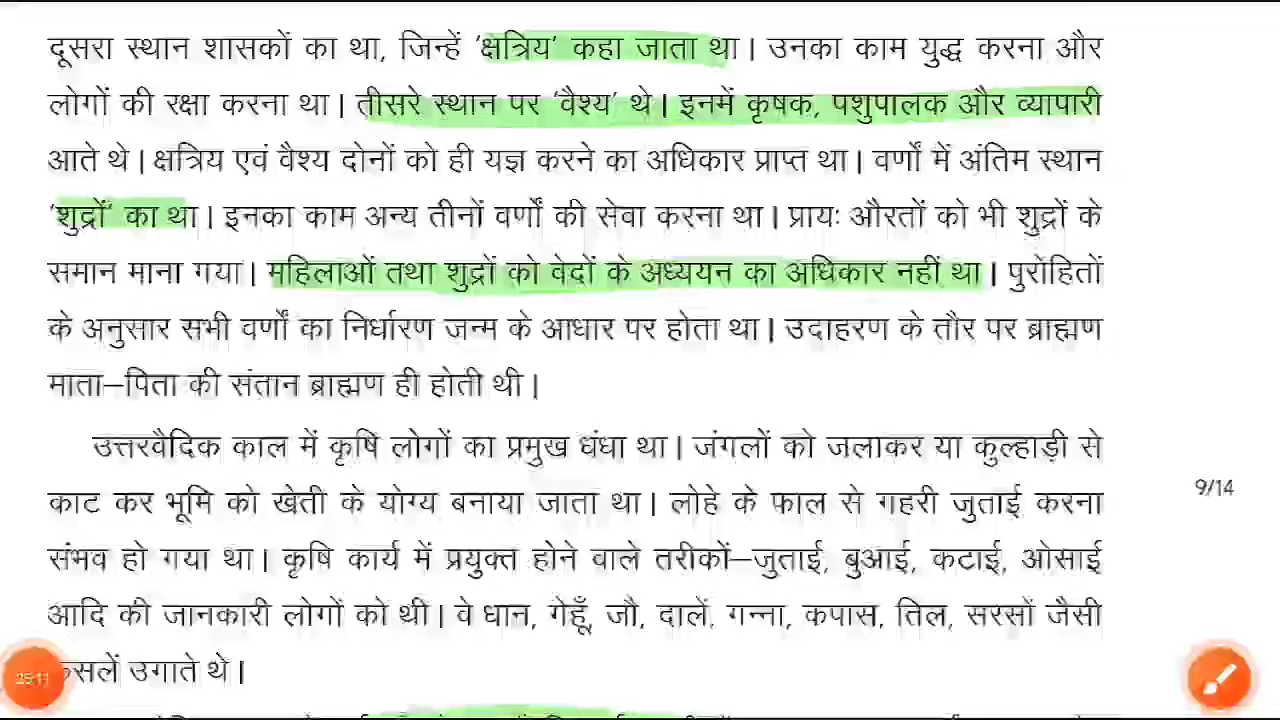 दूसरा स्थान शासकों का था, जिन्हें 'क्षत्रिय' कहा जाता था। उनका काम युद्ध करना और
लोगों की रक्षा करना था। तीसरे स्थान पर 'वैश्य' थे। इनमें कृषक, पशुपालक और व्यापारी
आते थे। क्षत्रिय एवं वैश्य दोनों को ही यज्ञ करने का अधिकार प्राप्त था। वर्णों में अंतिम स्थान
'शुद्रों' का था। इनका काम अन्य तीनों वर्णों की सेवा करना था। प्रायः औरतों को भी शुद्रों के
समान माना गया। महिलाओं तथा शुद्रों को वेदों के अध्ययन का अधिकार नहीं था। पुरोहितों
के अनुसार सभी वर्णों का निर्धारण जन्म के आधार पर होता था। उदाहरण के तौर पर ब्राह्मण
माता–पिता की संतान ब्राह्मण ही होती थी।
उत्तरवैदिक काल में कृषि लोगों का प्रमुख धंधा था। जंगलों को जलाकर या कुल्हाड़ी से
काट कर भूमि को खेती के योग्य बनाया जाता था। लोहे के फाल से गहरी जुताई करना
संभव हो गया था। कृषि कार्य में प्रयुक्त होने वाले तरीकों–जुताई, बुआई, कटाई, ओसाई
आदि की जानकारी लोगों को थी। वे धान, गेहूँ, जौ, दालें, गन्ना, कपास, तिल, सरसों जैसी
उगाते थे।
9/14
25:11